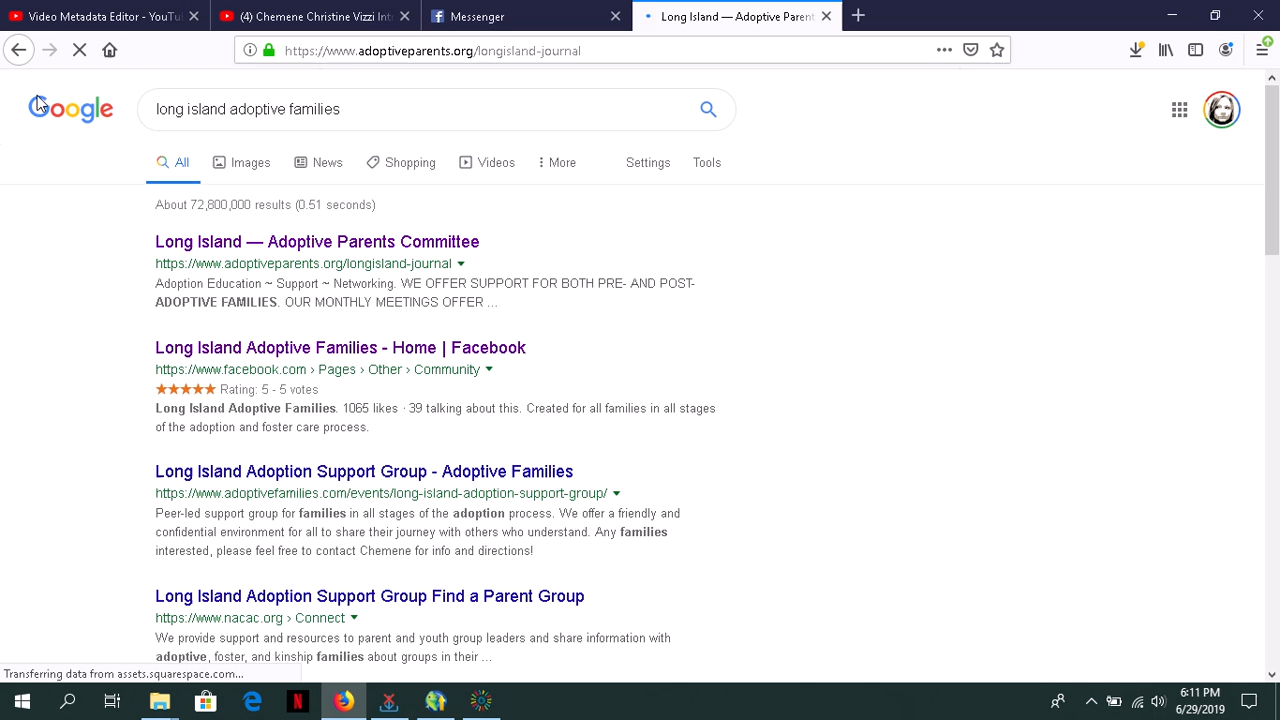 Video Metadata Editor - YouTu
(4) Chemene Christine Vizzi Int
Messenger
Long Island — Adoptive Parent
https://www.adoptiveparents.org/longisland-journal
Google
long island adoptive families
All Images News Shopping Videos More Settings Tools
About 72,800,000 results (0.51 seconds)
Long Island — Adoptive Parents Committee
https://www.adoptiveparents.org/longisland-journal
Adoption Education ~ Support ~ Networking. WE OFFER SUPPORT FOR BOTH PRE- AND POST-
ADOPTIVE FAMILIES. OUR MONTHLY MEETINGS OFFER ...
Long Island Adoptive Families - Home | Facebook
https://www.facebook.com › Pages › Other › Community
Rating: 5 - 5 votes
Long Island Adoptive Families. 1065 likes · 39 talking about this. Created for all families in all stages
of the adoption and foster care process.
Long Island Adoption Support Group - Adoptive Families
https://www.adoptivefamilies.com/events/long-island-adoption-support-group/
Peer-led support group for families in all stages of the adoption process. We offer a friendly and
confidential environment for all to share their journey with others who understand. Any families
interested, please feel free to contact Chemene for info and directions!
Long Island Adoption Support Group Find a Parent Group
https://www.nacac.org › Connect
We provide support and resources to parent and youth group leaders and share information with
adoptive, foster, and kinship families about groups in their ...
Transferring data from assets.squarespace.com...
6:11 PM
6/29/2019